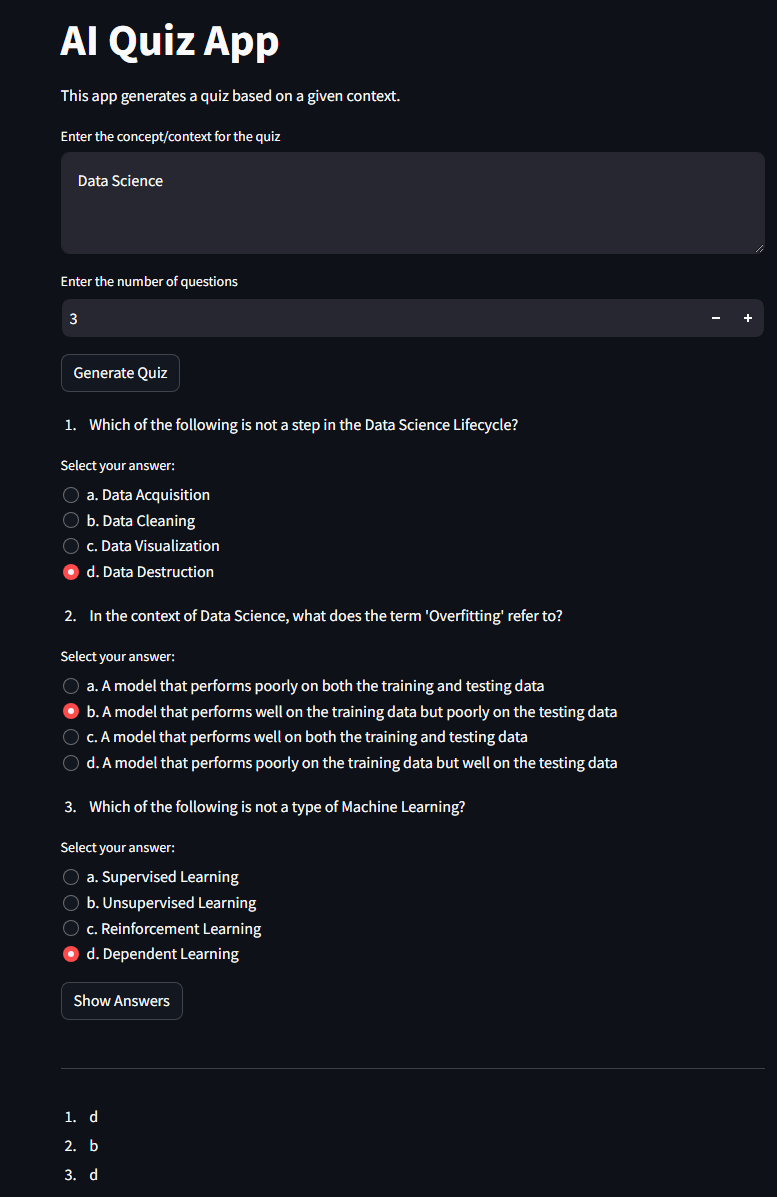 AI Quiz App
This app generates a quiz based on a given context.
Enter the concept/context for the quiz
Data Science
Enter the number of questions
3 − +
Generate Quiz
1. Which of the following is not a step in the Data Science Lifecycle?
Select your answer:
a. Data Acquisition
b. Data Cleaning
c. Data Visualization
d. Data Destruction
2. In the context of Data Science, what does the term 'Overfitting' refer to?
Select your answer:
a. A model that performs poorly on both the training and testing data
b. A model that performs well on the training data but poorly on the testing data
c. A model that performs well on both the training and testing data
d. A model that performs poorly on the training data but well on the testing data
3. Which of the following is not a type of Machine Learning?
Select your answer:
a. Supervised Learning
b. Unsupervised Learning
c. Reinforcement Learning
d. Dependent Learning
Show Answers
1. d
2. b
3. d